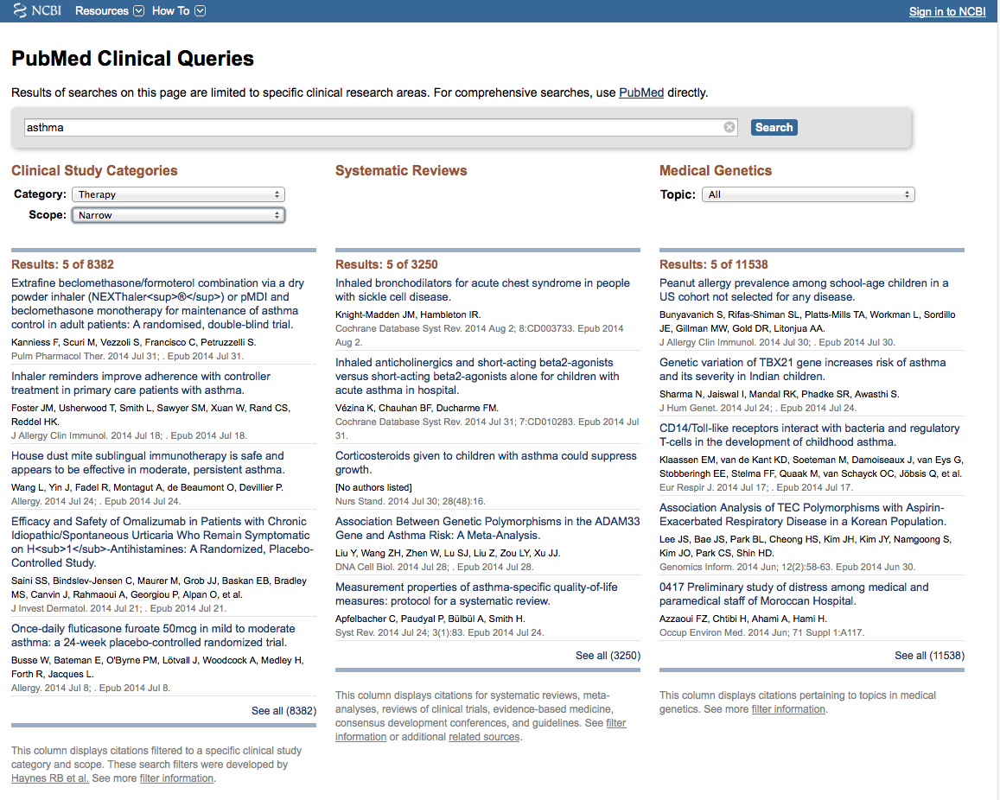 NCBI Resources How To Sign in to NCBI
PubMed Clinical Queries
Results of searches on this page are limited to specific clinical research areas. For comprehensive searches, use PubMed directly.
asthma Search
Clinical Study Categories
Category: Therapy
Scope: Narrow
Results: 5 of 8382
Extrafine beclomethasone/formoterol combination via a dry
powder inhaler (NEXThaler<sup>®</sup>) or pMDI and
beclomethasone monotherapy for maintenance of asthma
control in adult patients: A randomised, double-blind trial.
Kanniess F, Scuri M, Vezzoli S, Francisco C, Petruzzelli S.
Pulm Pharmacol Ther. 2014 Jul 31; . Epub 2014 Jul 31.
Inhaler reminders improve adherence with controller
treatment in primary care patients with asthma.
Foster JM, Usherwood T, Smith L, Sawyer SM, Xuan W, Rand CS,
Reddel HK.
J Allergy Clin Immunol. 2014 Jul 18; . Epub 2014 Jul 18.
House dust mite sublingual immunotherapy is safe and
appears to be effective in moderate, persistent asthma.
Wang L, Yin J, Fadel R, Montagut A, de Beaumont O, Devillier P.
Allergy. 2014 Jul 24; . Epub 2014 Jul 24.
Efficacy and Safety of Omalizumab in Patients with Chronic
Idiopathic/Spontaneous Urticaria Who Remain Symptomatic
on H<sub>1</sub>-Antihistamines: A Randomized, Placebo-
Controlled Study.
Saini SS, Bindslev-Jensen C, Maurer M, Grob JJ, Baskan EB, Bradley
MS, Canvin J, Rahmaoui A, Georgiou P, Alpan O, et al.
J Invest Dermatol. 2014 Jul 21; . Epub 2014 Jul 21.
Once-daily fluticasone furoate 50mcg in mild to moderate
asthma: a 24-week placebo-controlled randomized trial.
Busse W, Bateman E, O'Byrne PM, Lötvall J, Woodcock A, Medley H,
Forth R, Jacques L.
Allergy. 2014 Jul 8; . Epub 2014 Jul 8.
See all (8382)
This column displays citations filtered to a specific clinical study
category and scope. These search filters were developed by
Haynes RB et al. See more filter information.
Systematic Reviews
Results: 5 of 3250
Inhaled bronchodilators for acute chest syndrome in people
with sickle cell disease.
Knight-Madden JM, Hambleton IR.
Cochrane Database Syst Rev. 2014 Aug 2; 8:CD003733. Epub 2014
Aug 2.
Inhaled anticholinergics and short-acting beta2-agonists
versus short-acting beta2-agonists alone for children with
acute asthma in hospital.
Vézina K, Chauhan BF, Ducharme FM.
Cochrane Database Syst Rev. 2014 Jul 31; 7:CD010283. Epub 2014 Jul
31.
Corticosteroids given to children with asthma could suppress
growth.
[No authors listed]
Nurs Stand. 2014 Jul 30; 28(48):16.
Association Between Genetic Polymorphisms in the ADAM33
Gene and Asthma Risk: A Meta-Analysis.
Liu Y, Wang ZH, Zhen W, Lu SJ, Liu Z, Zou LY, Xu JJ.
DNA Cell Biol. 2014 Jul 28; . Epub 2014 Jul 28.
Measurement properties of asthma-specific quality-of-life
measures: protocol for a systematic review.
Apfelbacher C, Paudyal P, Bülbül A, Smith H.
Syst Rev. 2014 Jul 24; 3(1):83. Epub 2014 Jul 24.
See all (3250)
This column displays citations for systematic reviews, meta-
analyses, reviews of clinical trials, evidence-based medicine,
consensus development conferences, and guidelines. See filter
information or additional related sources.
Medical Genetics
Topic: All
Results: 5 of 11538
Peanut allergy prevalence among school-age children in a
US cohort not selected for any disease.
Bunyavanich S, Rifas-Shiman SL, Platts-Mills TA, Workman L, Sordillo
JE, Gillman MW, Gold DR, Litonjua AA.
J Allergy Clin Immunol. 2014 Jul 30; . Epub 2014 Jul 30.
Genetic variation of TBX21 gene increases risk of asthma
and its severity in Indian children.
Sharma N, Jaiswal I, Mandal RK, Phadke SR, Awasthi S.
J Hum Genet. 2014 Jul 24; . Epub 2014 Jul 24.
CD14/Toll-like receptors interact with bacteria and regulatory
T-cells in the development of childhood asthma.
Klaassen EM, van de Kant KD, Soeteman M, Damoiseaux J, van Eys G,
Stobberingh EE, Stelma FF, Quaak M, van Schayck OC, Jöbsis Q, et al.
Eur Respir J. 2014 Jul 17; . Epub 2014 Jul 17.
Association Analysis of TEC Polymorphisms with Aspirin-
Exacerbated Respiratory Disease in a Korean Population.
Lee JS, Bae JS, Park BL, Cheong HS, Kim JH, Kim JY, Namgoong S,
Kim JO, Park CS, Shin HD.
Genomics Inform. 2014 Jun; 12(2):58-63. Epub 2014 Jun 30.
0417 Preliminary study of distress among medical and
paramedical staff of Moroccan Hospital.
Azzaoui FZ, Chtibi H, Ahami A, Hami H.
Occup Environ Med. 2014 Jun; 71 Suppl 1:A117.
See all (11538)
This column displays citations pertaining to topics in medical
genetics. See more filter information.